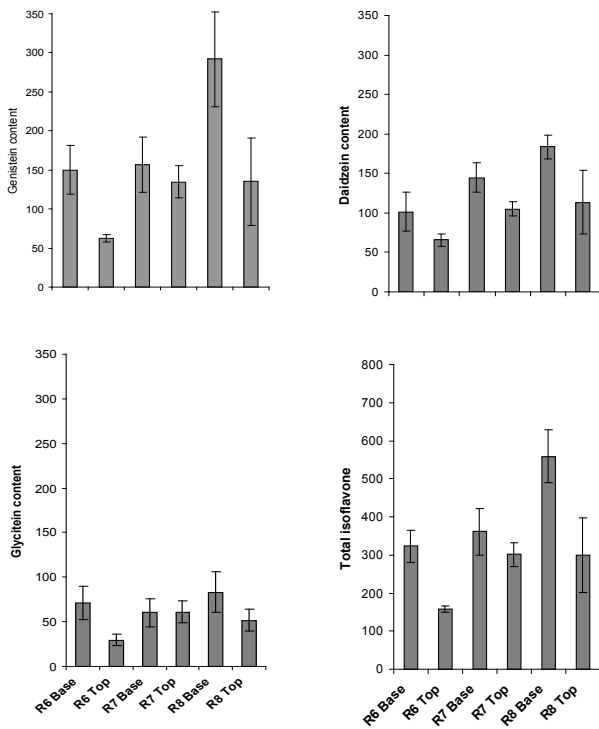 350
300
250
200
150
100
50
0
Genistein content
350
300
250
200
150
100
50
0
Daidzein content
350
300
250
200
150
100
50
0
Glycitein content
R6 Base
R6 Top
R7 Base
R7 Top
R8 Base
R8 Top
800
700
600
500
400
300
200
100
0
Total isoflavone
R6 Base
R6 Top
R7 Base
R7 Top
R8 Base
R8 Top